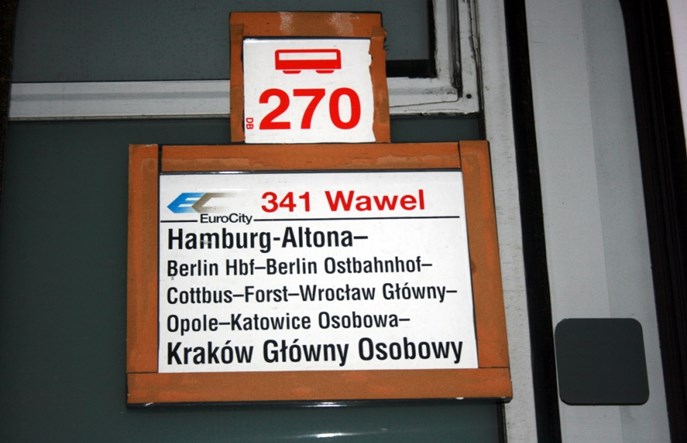 270
DB
EC
EuroCity
341 Wawel
Hamburg-Altona–
Berlin Hbf–Berlin Ostbahnhof–
Cottbus–Forst–Wrocław Główny–
Opole–Katowice Osobowa–
Kraków Główny Osobowy